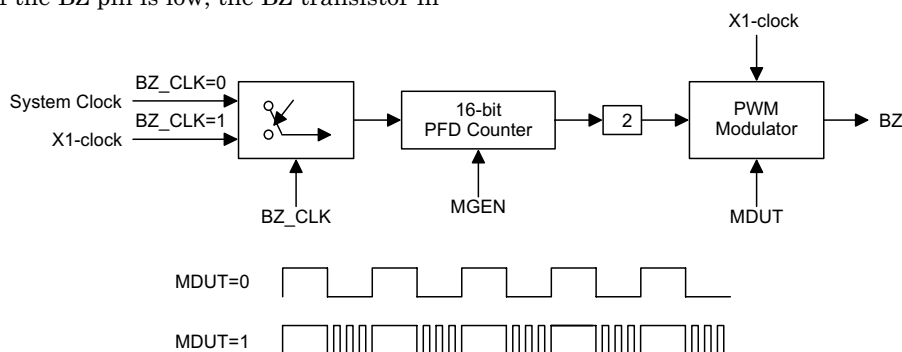 the BZ pin is low, the BZ transistor in
X1-clock
BZ_CLK=0
System Clock
BZ_CLK=1
X1-clock
16-bit
PFD Counter
2
PWM
Modulator
BZ
BZ_CLK
MGEN
MDUT
MDUT=0
MDUT=1